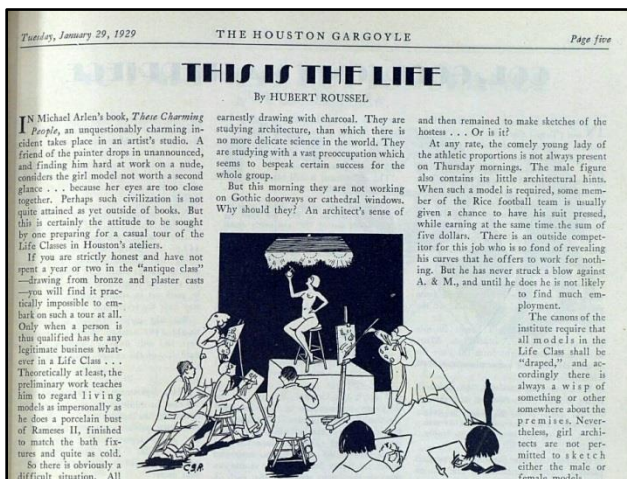 Tuesday, January 29, 1929
THE HOUSTON GARGOYLE
Page five
THIS IS THE LIFE
By HUBERT ROUSSEL
IN Michael Arlen's book, These Charming
People, an unquestionably charming in-
cident takes place in an artist's studio. A
friend of the painter drops in unannounced,
and finding him hard at work on a nude,
considers the girl model not worth a second
glance . . . because her eyes are too close
together. Perhaps such civilization is not
quite attained as yet outside of books. But
this is certainly the attitude to be sought
by one preparing for a casual tour of the
Life Classes in Houston's ateliers.
If you are strictly honest and have not
spent a year or two in the "antique class"
—drawing from bronze and plaster casts
—you will find it prac-
tically impossible to em-
bark on such a tour at all.
Only when a person is
thus qualified has he any
legitimate business what-
ever in a Life Class . . .
Theoretically at least, the
preliminary work teaches
him to regard living
models as impersonally as
he does a porcelain bust
of Rameses II, finished
to match the bath fix-
tures and quite as cold.
So there is obviously a
difficult situation. All
earnestly drawing with charcoal. They are
studying architecture, than which there is
no more delicate science in the world. They
are studying with a vast preoccupation which
seems to bespeak certain success for the
whole group.
But this morning they are not working
on Gothic doorways or cathedral windows.
Why should they? An architect's sense of
and then remained to make sketches of the
hostess . . . Or is it?
At any rate, the comely young lady of
the athletic proportions is not always present
on Thursday mornings. The male figure
also contains its little architectural hints.
When such a model is required, some mem-
ber of the Rice football team is usually
given a chance to have his suit pressed,
while earning at the same time the sum of
five dollars. There is an outside compet-
itor for this job who is so fond of revealing
his curves that he offers to work for noth-
ing. But he has never struck a blow against
A. & M., and until he does he is not likely
to find much em-
ployment.
The canons of the
institute require that
all models in the
Life Class shall be
"draped," and ac-
cordingly there is
always a wisp of
something or other
somewhere about the
premises. Never-
theless, girl archi-
tects are not per-
mitted to sketch
either the male or
female models